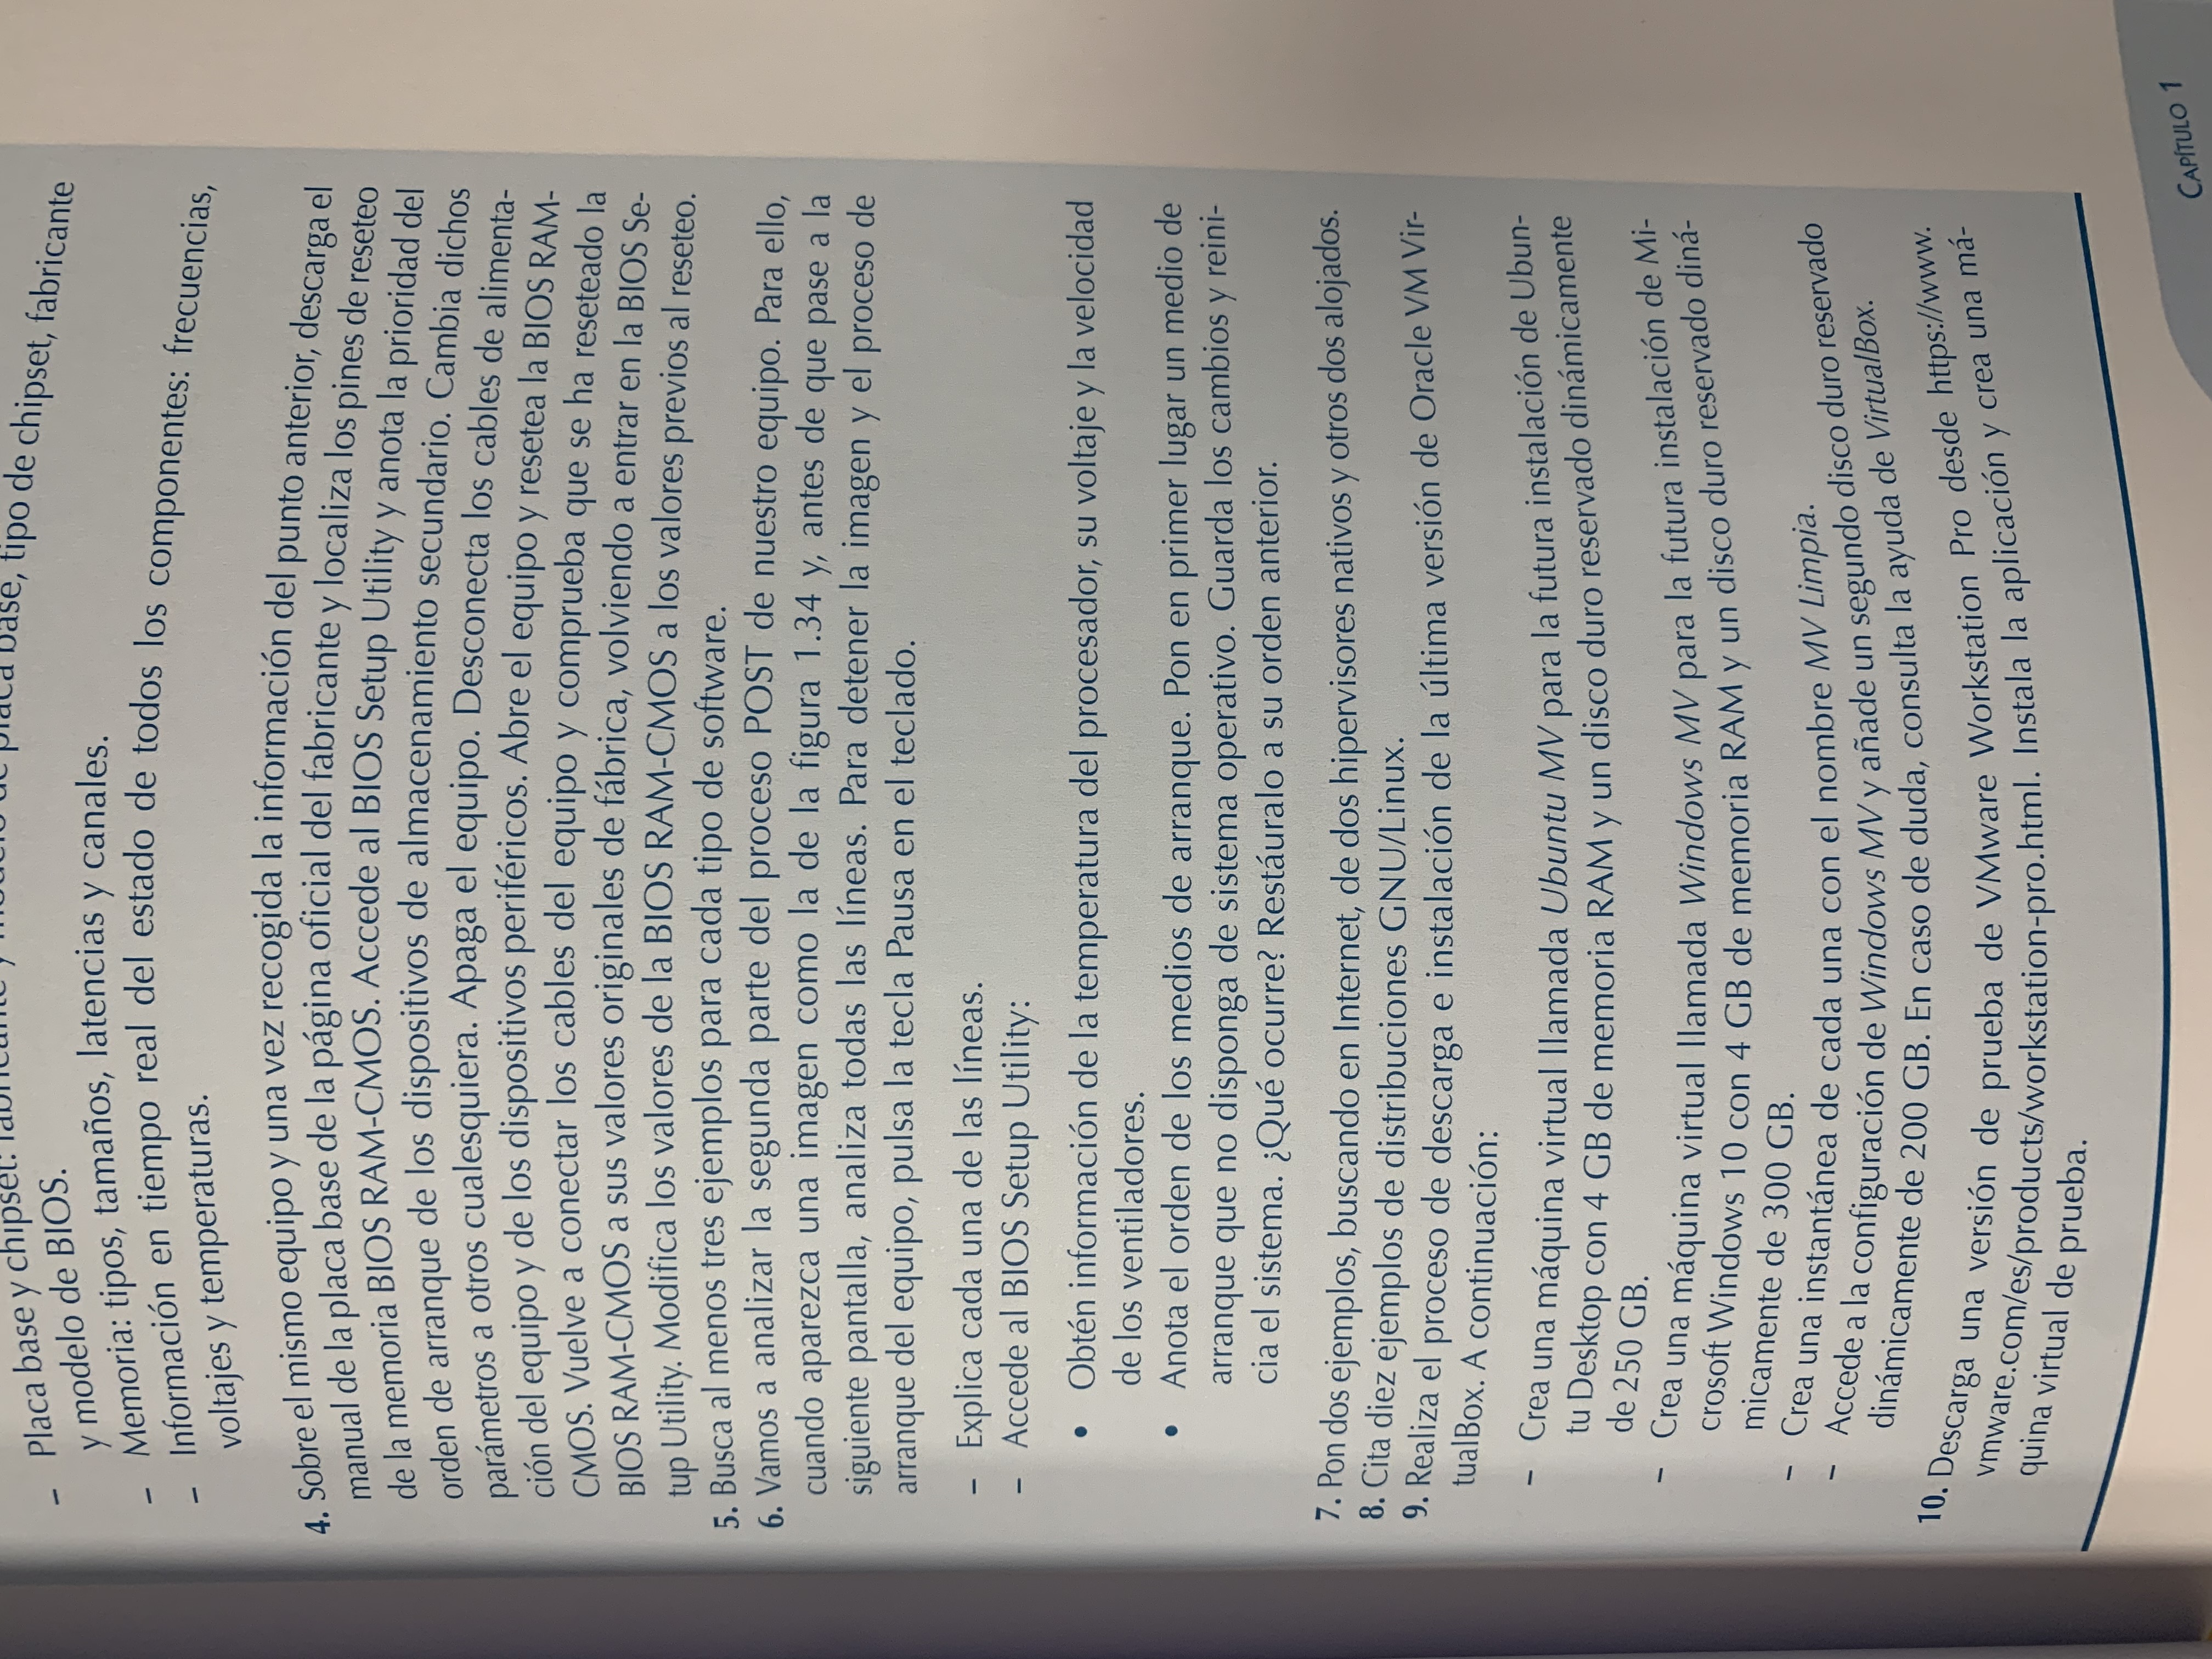 – Placa base y chipset: fabricante y modelo de placa base, tipo de chipset, fabricante
y modelo de BIOS.
– Memoria: tipos, tamaños, latencias y canales.
– Información en tiempo real del estado de todos los componentes: frecuencias,
voltajes y temperaturas.
4. Sobre el mismo equipo y una vez recogida la información del punto anterior, descarga el
manual de la placa base de la página oficial del fabricante y localiza los pines de reseteo
de la memoria BIOS RAM-CMOS. Accede al BIOS Setup Utility y anota la prioridad del
orden de arranque de los dispositivos de almacenamiento secundario. Cambia dichos
parámetros a otros cualesquiera. Apaga el equipo. Desconecta los cables de alimenta-
ción del equipo y de los dispositivos periféricos. Abre el equipo y resetea la BIOS RAM-
CMOS. Vuelve a conectar los cables del equipo y comprueba que se ha reseteado la
BIOS RAM-CMOS a sus valores originales de fábrica, volviendo a entrar en la BIOS Se-
tup Utility. Modifica los valores de la BIOS RAM-CMOS a los valores previos al reseteo.
5. Busca al menos tres ejemplos para cada tipo de software.
6. Vamos a analizar la segunda parte del proceso POST de nuestro equipo. Para ello,
cuando aparezca una imagen como la de la figura 1.34 y, antes de que pase a la
siguiente pantalla, analiza todas las líneas. Para detener la imagen y el proceso de
arranque del equipo, pulsa la tecla Pausa en el teclado.
– Explica cada una de las líneas.
– Accede al BIOS Setup Utility:
• Obtén información de la temperatura del procesador, su voltaje y la velocidad
de los ventiladores.
• Anota el orden de los medios de arranque. Pon en primer lugar un medio de
arranque que no disponga de sistema operativo. Guarda los cambios y reini-
cia el sistema. ¿Qué ocurre? Restáuralo a su orden anterior.
7. Pon dos ejemplos, buscando en Internet, de dos hipervisores nativos y otros dos alojados.
8. Cita diez ejemplos de distribuciones GNU/Linux.
9. Realiza el proceso de descarga e instalación de la última versión de Oracle VM Vir-
tualBox. A continuación:
– Crea una máquina virtual llamada Ubuntu MV para la futura instalación de Ubun-
tu Desktop con 4 GB de memoria RAM y un disco duro reservado dinámicamente
de 250 GB.
– Crea una máquina virtual llamada Windows MV para la futura instalación de Mi-
crosoft Windows 10 con 4 GB de memoria RAM y un disco duro reservado diná-
micamente de 300 GB.
– Crea una instantánea de cada una con el nombre MV Limpia.
– Accede a la configuración de Windows MV y añade un segundo disco duro reservado
dinámicamente de 200 GB. En caso de duda, consulta la ayuda de VirtualBox.
10. Descarga una versión de prueba de VMware Workstation Pro desde https://www.
vmware.com/es/products/workstation-pro.html. Instala la aplicación y crea una má-
quina virtual de prueba.
CAPÍTULO 1